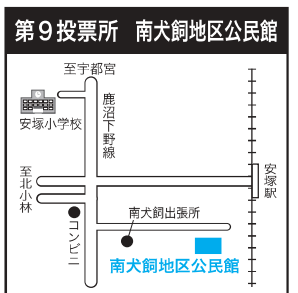 第9投票所 南犬飼地区公民館
至宇都宮
鹿沼下野線
安塚小学校
安塚駅
至北小林
南犬飼出張所
コンビニ
南犬飼地区公民館